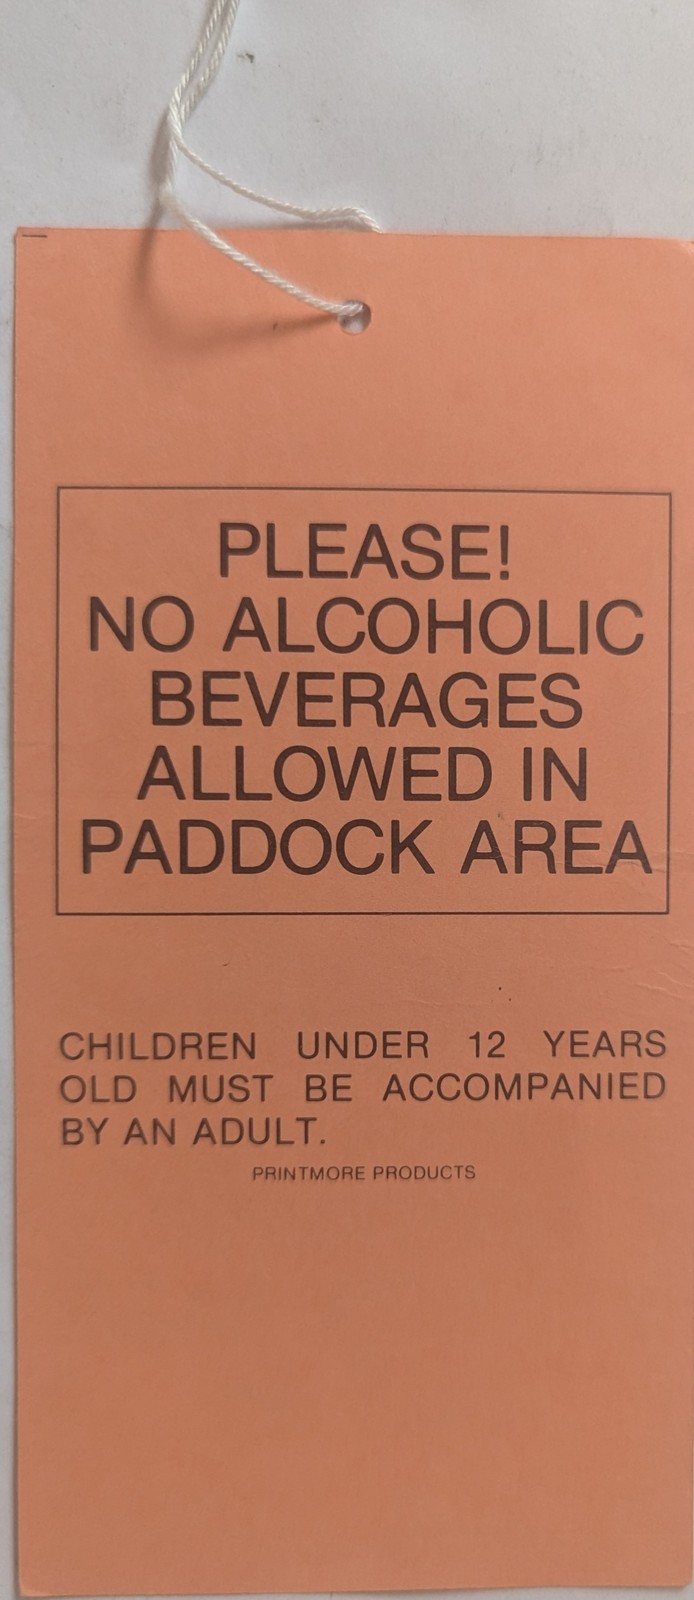 PLEASE!
NO ALCOHOLIC
BEVERAGES
ALLOWED IN
PADDOCK AREA
CHILDREN UNDER 12 YEARS
OLD MUST BE ACCOMPANIED
BY AN ADULT.
PRINTMORE PRODUCTS